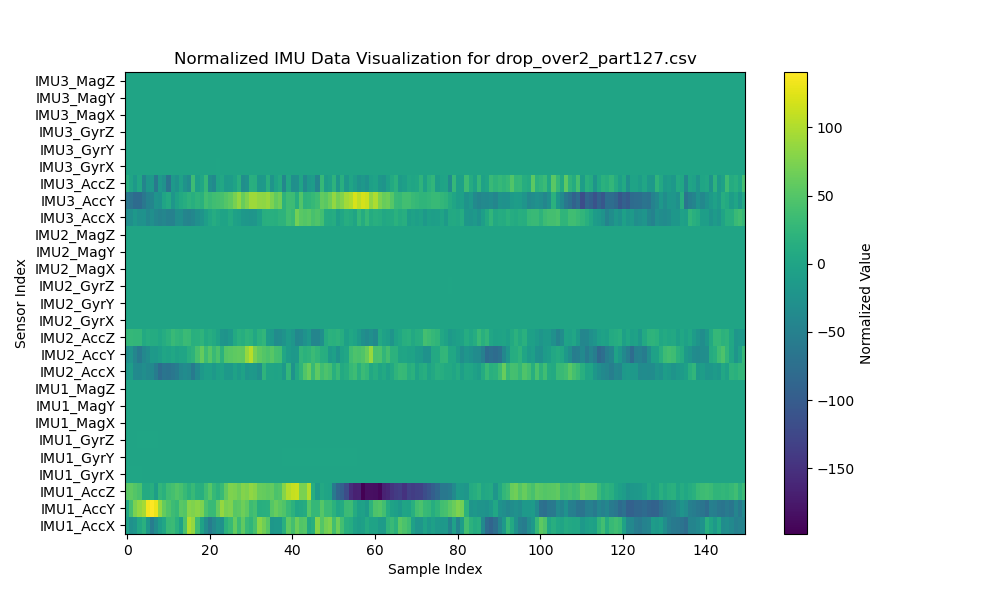 Normalized IMU Data Visualization for drop_over2_part127.csv
IMU3_MagZ
IMU3_MagY
IMU3_MagX
IMU3_GyrZ
IMU3_GyrY
IMU3_GyrX
IMU3_AccZ
IMU3_AccY
IMU3_AccX
IMU2_MagZ
IMU2_MagY
IMU2_MagX
IMU2_GyrZ
IMU2_GyrY
IMU2_GyrX
IMU2_AccZ
IMU2_AccY
IMU2_AccX
IMU1_MagZ
IMU1_MagY
IMU1_MagX
IMU1_GyrZ
IMU1_GyrY
IMU1_GyrX
IMU1_AccZ
IMU1_AccY
IMU1_AccX
Sensor Index
0 20 40 60 80 100 120 140
Sample Index
100
50
0
−50
−100
−150
Normalized Value